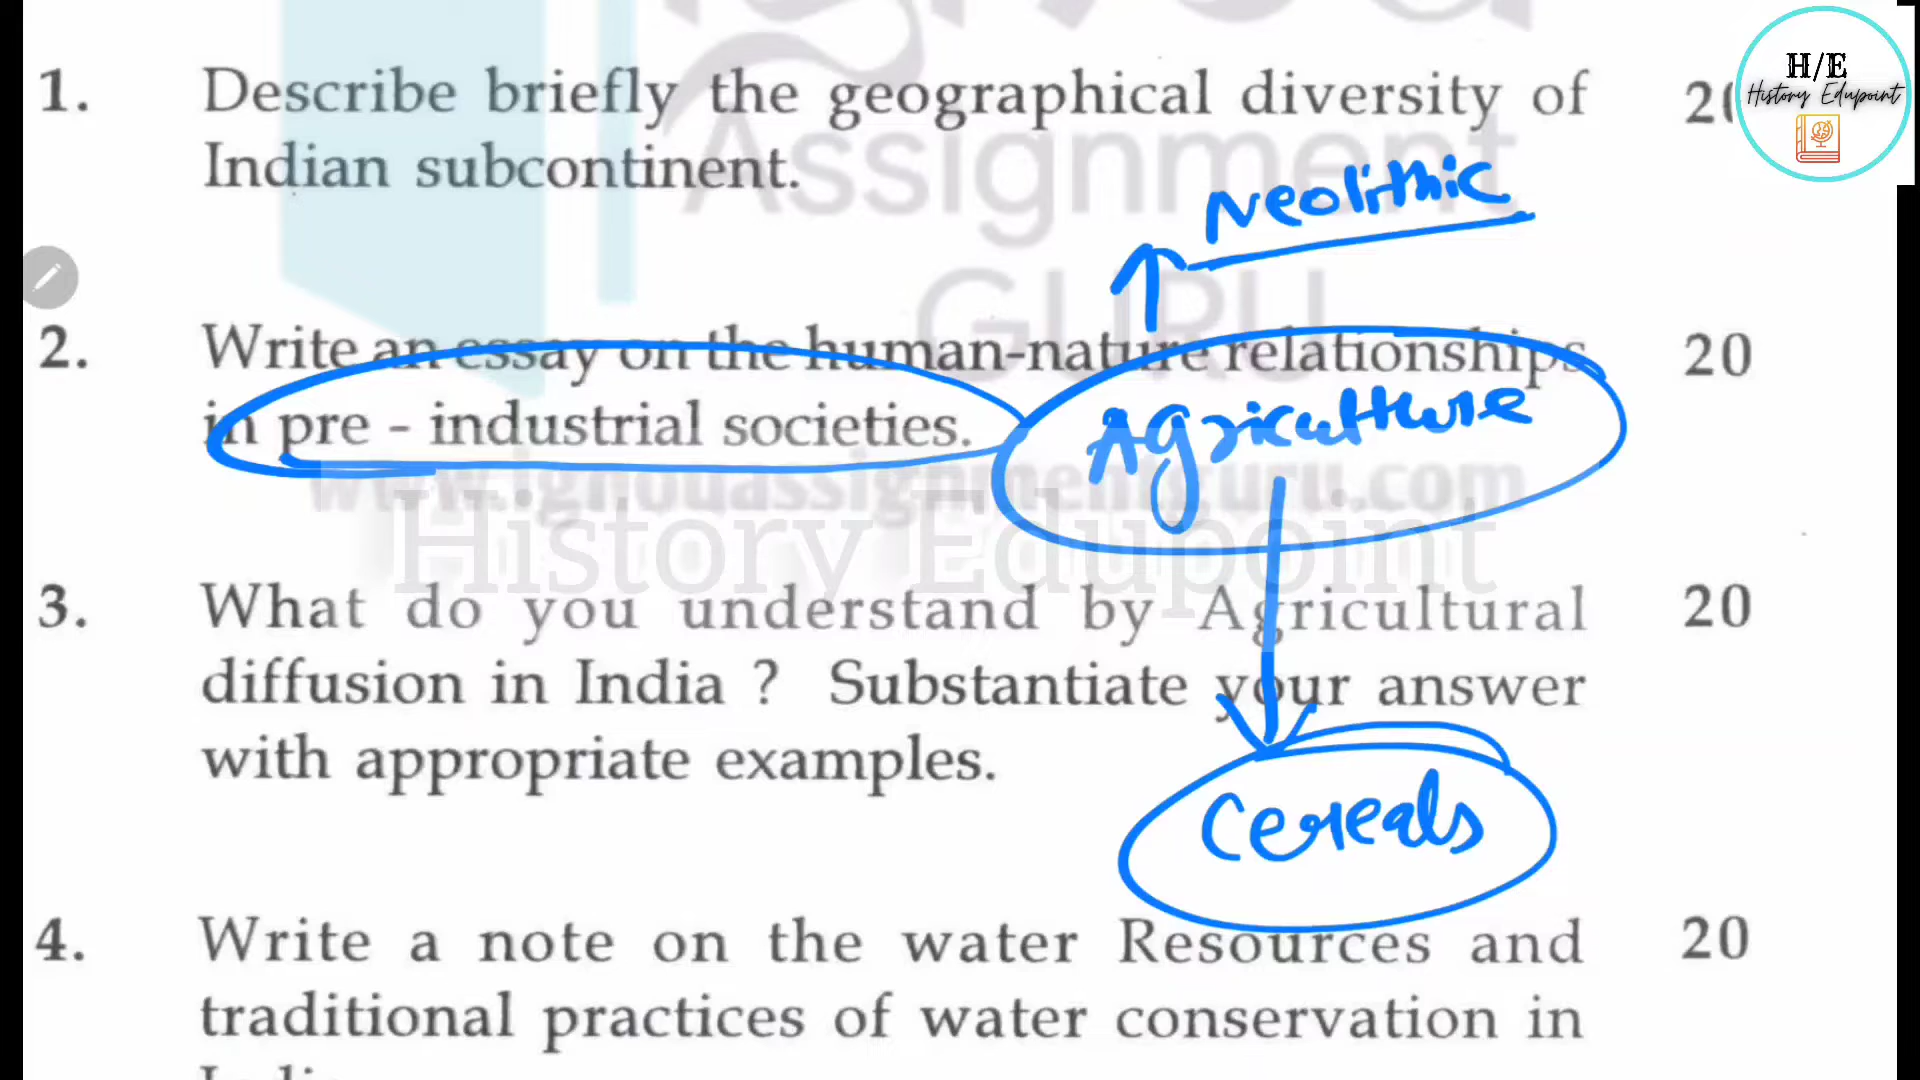 H/E
History Edupoint
1. Describe briefly the geographical diversity of 20
Indian subcontinent.
Assignment
Neolithic
GURU
2. Write an essay on the human-nature relationships 20
in pre - industrial societies.
Agriculture
www.ignouassignmentguru.com
History Edupoint
3. What do you understand by Agricultural 20
diffusion in India ? Substantiate your answer
with appropriate examples.
Cereals
4. Write a note on the water Resources and 20
traditional practices of water conservation in